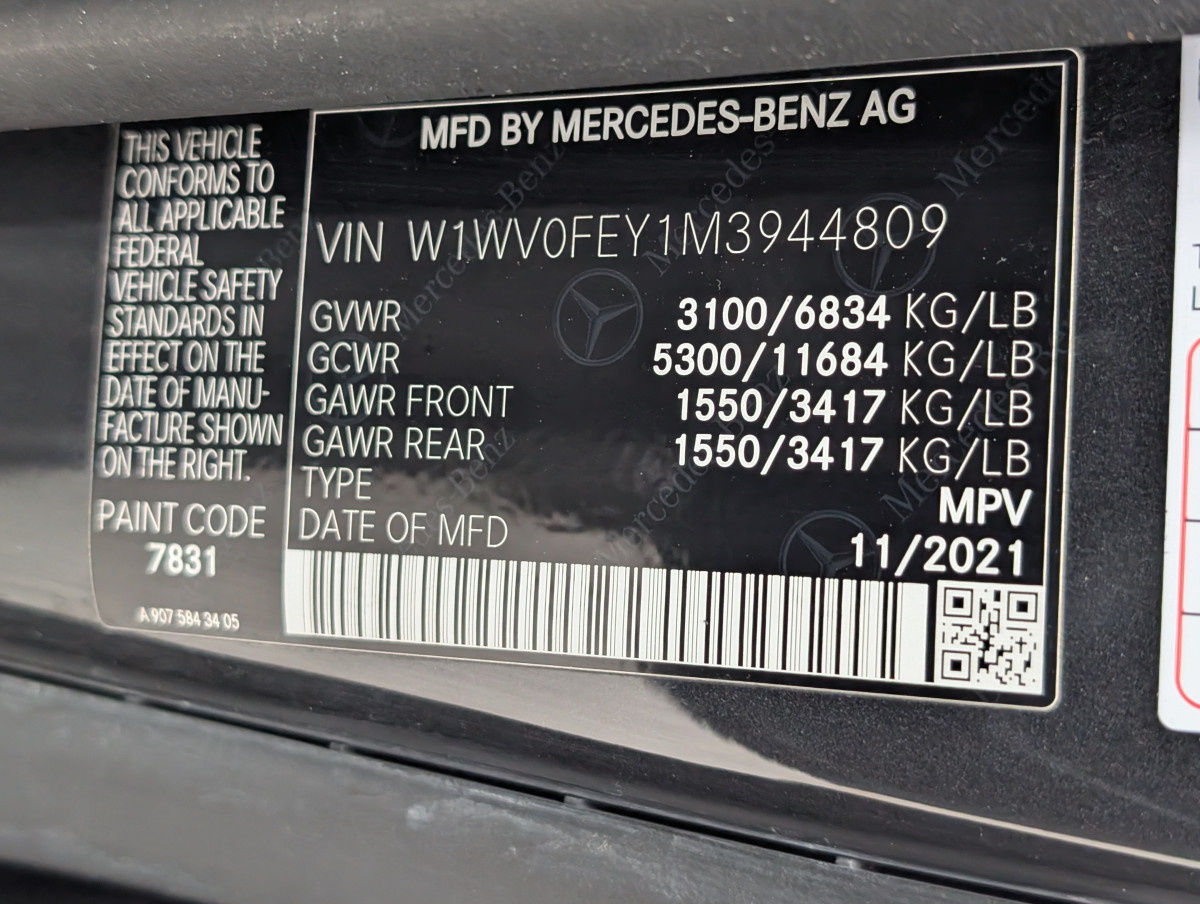 THIS VEHICLE
CONFORMS TO
ALL APPLICABLE
FEDERAL
VEHICLE SAFETY
STANDARDS IN
EFFECT ON THE
DATE OF MANU-
FACTURE SHOWN
ON THE RIGHT.
PAINT CODE
7831
A 907 584 34 05
MFD BY MERCEDES-BENZ AG
VIN W1WV0FEY1M3944809
GVWR 3100/6834 KG/LB
GCWR 5300/11684 KG/LB
GAWR FRONT 1550/3417 KG/LB
GAWR REAR 1550/3417 KG/LB
TYPE MPV
DATE OF MFD 11/2021